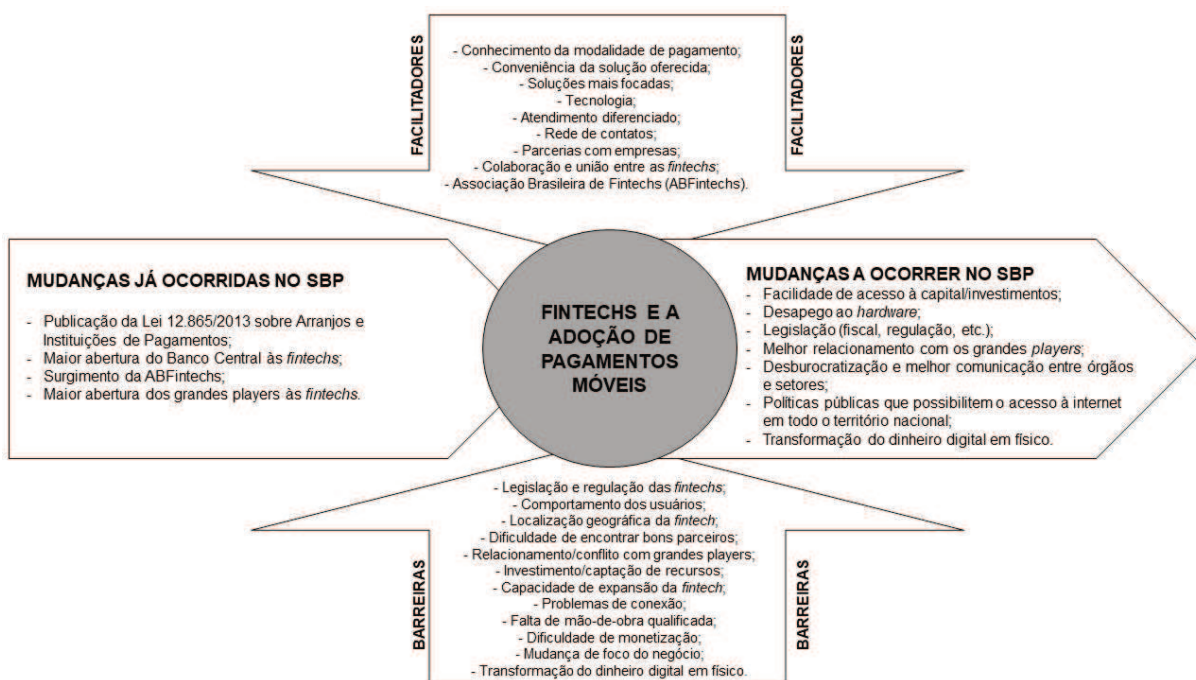 FACILITADORES
- Conhecimento da modalidade de pagamento;
- Conveniência da solução oferecida;
- Soluções mais focadas;
- Tecnologia;
- Atendimento diferenciado;
- Rede de contatos;
- Parcerias com empresas;
- Colaboração e união entre as fintechs;
- Associação Brasileira de Fintechs (ABFintechs).
FACILITADORES
MUDANÇAS JÁ OCORRIDAS NO SBP
- Publicação da Lei 12.865/2013 sobre Arranjos e
Instituições de Pagamentos;
- Maior abertura do Banco Central às fintechs;
- Surgimento da ABFintechs;
- Maior abertura dos grandes players às fintechs.
FINTECHS E A
ADOÇÃO DE
PAGAMENTOS
MÓVEIS
MUDANÇAS A OCORRER NO SBP
- Facilidade de acesso à capital/investimentos;
- Desapego ao hardware;
- Legislação (fiscal, regulação, etc.);
- Melhor relacionamento com os grandes players;
- Desburocratização e melhor comunicação entre órgãos
e setores;
- Políticas públicas que possibilitem o acesso à internet
em todo o território nacional;
- Transformação do dinheiro digital em físico.
BARREIRAS
- Legislação e regulação das fintechs;
- Comportamento dos usuários;
- Localização geográfica da fintech;
- Dificuldade de encontrar bons parceiros;
- Relacionamento/conflito com grandes players;
- Investimento/captação de recursos;
- Capacidade de expansão da fintech;
- Problemas de conexão;
- Falta de mão-de-obra qualificada;
- Dificuldade de monetização;
- Mudança de foco do negócio;
- Transformação do dinheiro digital em físico.
BARREIRAS